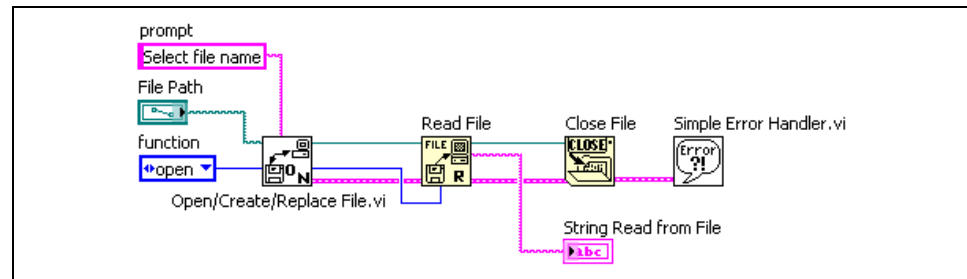 prompt
Select file name
File Path
function
open
Read File
Close File
Simple Error Handler.vi
FILE
R
CLOSE
Error
?!
O N
Open/Create/Replace File.vi
String Read from File
abc